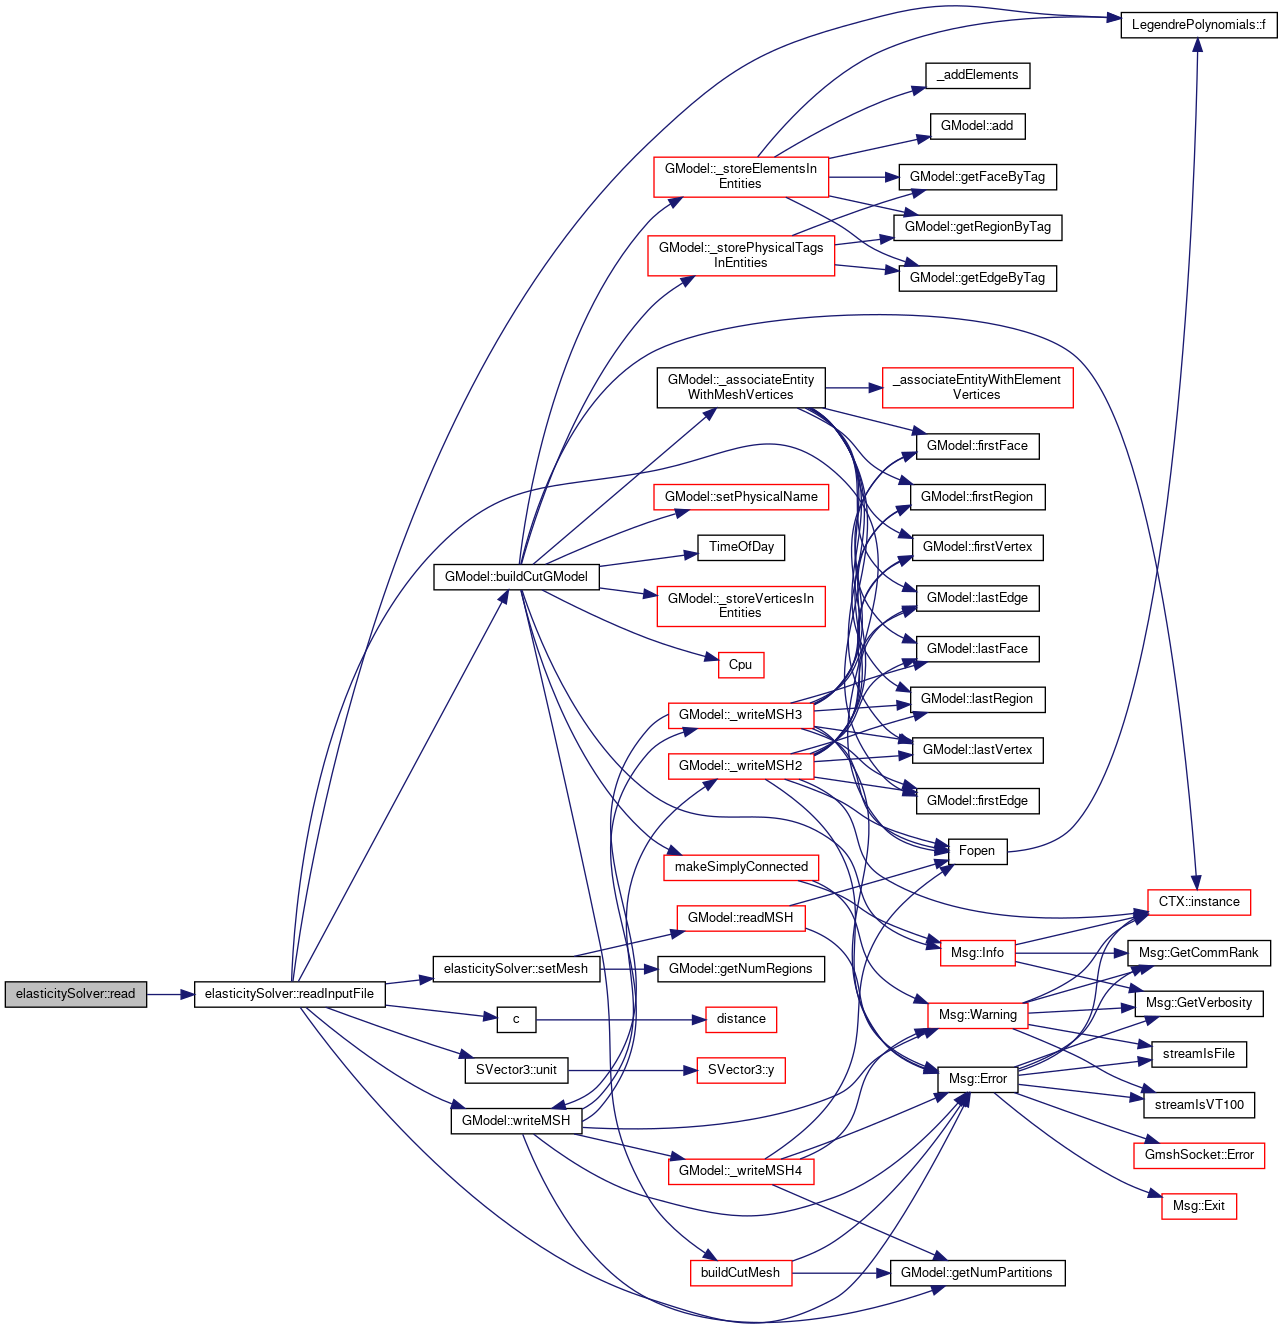 LegendrePolynomials::f
_addElements
GModel::add
GModel::_storeElementsIn
Entities
GModel::getFaceByTag
GModel::getRegionByTag
GModel::_storePhysicalTags
InEntities
GModel::getEdgeByTag
GModel::_associateEntity
WithMeshVertices
_associateEntityWithElement
Vertices
GModel::firstFace
GModel::setPhysicalName
GModel::firstRegion
TimeOfDay
GModel::firstVertex
GModel::buildCutGModel
GModel::_storeVerticesIn
Entities
GModel::lastEdge
GModel::lastFace
Cpu
GModel::lastRegion
GModel::_writeMSH3
GModel::lastVertex
GModel::_writeMSH2
GModel::firstEdge
Fopen
makeSimplyConnected
CTX::instance
GModel::readMSH
Msg::Info
Msg::GetCommRank
elasticitySolver::setMesh
GModel::getNumRegions
elasticitySolver::read
elasticitySolver::readInputFile
Msg::GetVerbosity
c
distance
Msg::Warning
streamIsFile
SVector3::unit
SVector3::y
Msg::Error
streamIsVT100
GModel::writeMSH
GmshSocket::Error
GModel::_writeMSH4
Msg::Exit
buildCutMesh
GModel::getNumPartitions